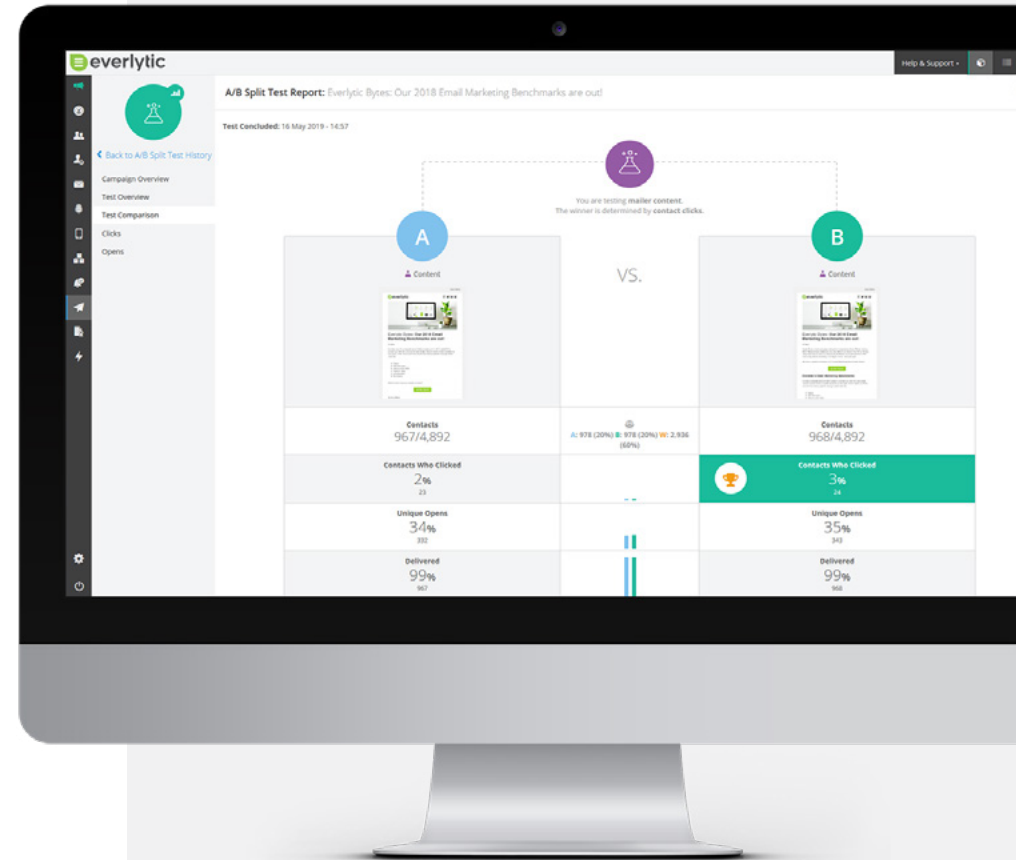 everlytic
Help & Support
A/B Split Test Report: Everlytic Bytes: Our 2018 Email Marketing Benchmarks are out!
Test Concluded: 16 May 2019 - 14:57
Back to A/B Split Test History
Campaign Overview
Test Overview
Test Comparison
Clicks
Opens
You are testing mailer content.
The winner is determined by contact clicks.
A
B
Content
VS.
Content
Contacts
967/4,892
A: 978 (20%) B: 978 (20%) W: 2,936
(60%)
Contacts
968/4,892
Contacts Who Clicked
2%
23
Contacts Who Clicked
3%
24
Unique Opens
34%
332
Unique Opens
35%
343
Delivered
99%
967
Delivered
99%
968